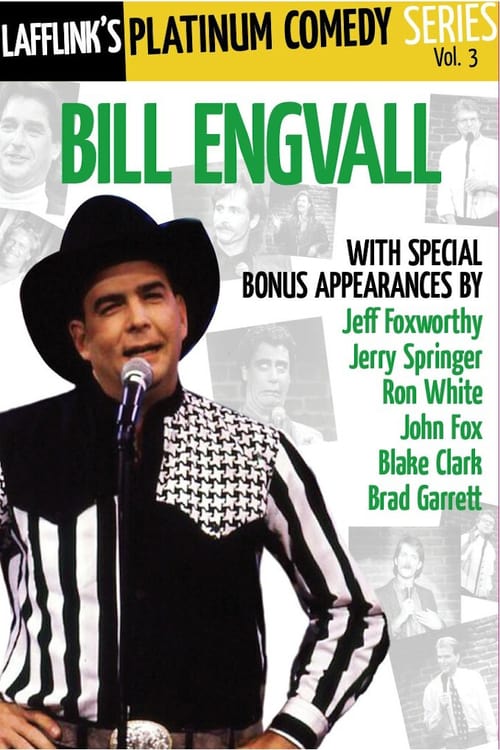 LAFFLINK'S PLATINUM COMEDY SERIES
Vol. 3
BILL ENGVALL
WITH SPECIAL
BONUS APPEARANCES BY
Jeff Foxworthy
Jerry Springer
Ron White
John Fox
Blake Clark
Brad Garrett